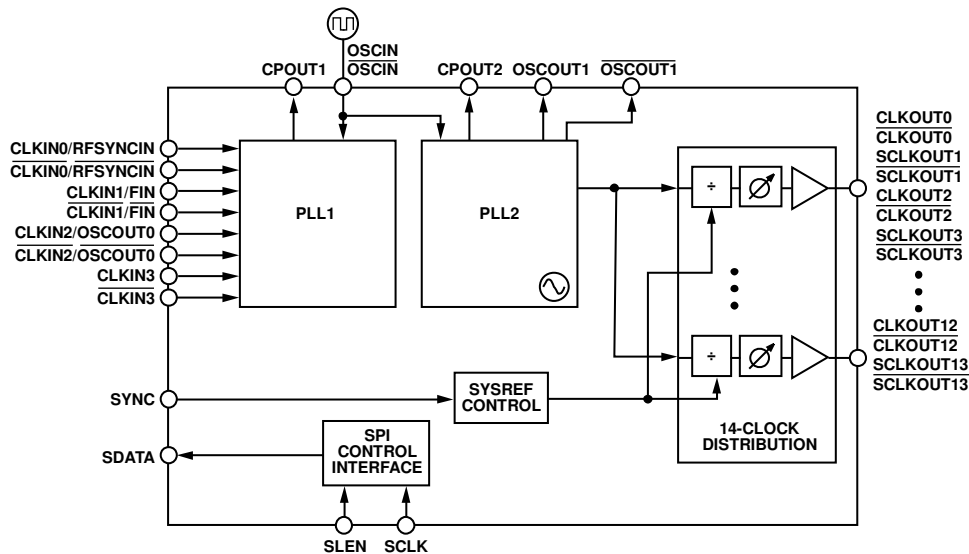 OSCIN
OSCIN
CPOUT1
CPOUT2
OSCOUT1
OSCOUT1
CLKIN0/RFSYNCIN
CLKIN0/RFSYNCIN
CLKIN1/FIN
CLKIN1/FIN
CLKIN2/OSCOUT0
CLKIN2/OSCOUT0
CLKIN3
CLKIN3
PLL1
PLL2
÷
÷
CLKOUT0
CLKOUT0
SCLKOUT1
SCLKOUT1
CLKOUT2
CLKOUT2
SCLKOUT3
SCLKOUT3
CLKOUT12
CLKOUT12
SCLKOUT13
SCLKOUT13
SYNC
SYSREF
CONTROL
14-CLOCK
DISTRIBUTION
SDATA
SPI
CONTROL
INTERFACE
SLEN
SCLK